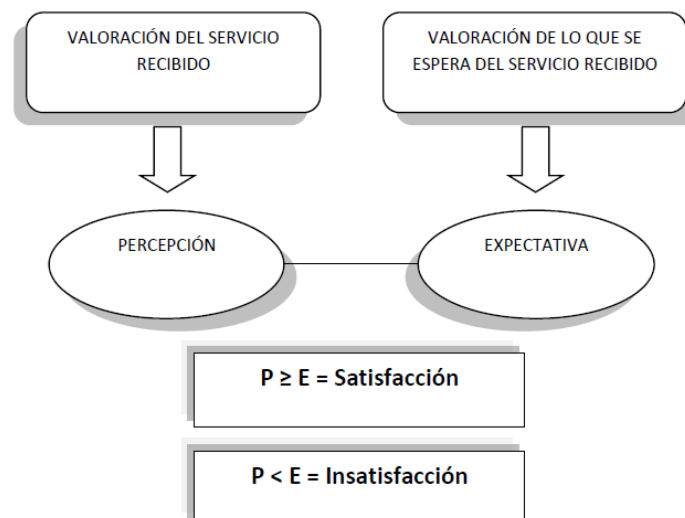 VALORACIÓN DEL SERVICIO
RECIBIDO
VALORACIÓN DE LO QUE SE
ESPERA DEL SERVICIO RECIBIDO
PERCEPCIÓN
EXPECTATIVA
P ≥ E = Satisfacción
P < E = Insatisfacción